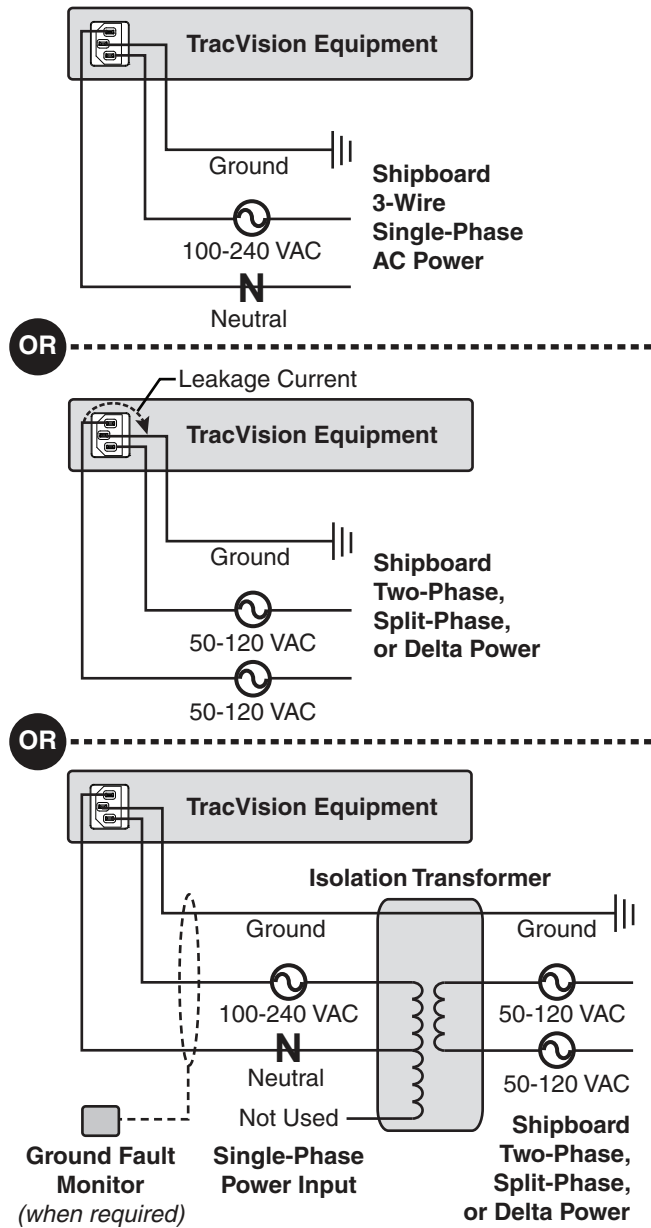 TracVision Equipment
Ground
100-240 VAC
N
Neutral
Shipboard
3-Wire
Single-Phase
AC Power
OR
Leakage Current
TracVision Equipment
Ground
50-120 VAC
50-120 VAC
Shipboard
Two-Phase,
Split-Phase,
or Delta Power
OR
TracVision Equipment
Isolation Transformer
Ground
Ground
100-240 VAC
50-120 VAC
N
Neutral
50-120 VAC
Not Used
Ground Fault
Monitor
(when required)
Single-Phase
Power Input
Shipboard
Two-Phase,
Split-Phase,
or Delta Power